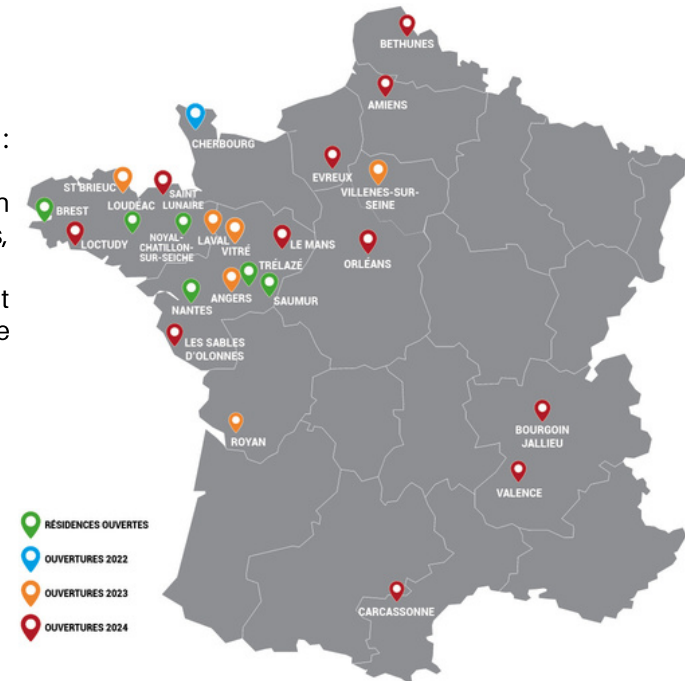 :
n
s,
t
e
BETHUNES
AMIENS
CHERBOURG
EVREUX
VILLENES-SUR-
SEINE
ST BRIEUC
SAINT
LUNAIRE
BREST
LOUDÉAC
LOCTUDY
NOYAL-
CHATILLON-
SUR-SEICHE
LAVAL
VITRÉ
LE MANS
ORLÉANS
TRÉLAZÉ
ANGERS
SAUMUR
NANTES
LES SABLES
D'OLONNES
ROYAN
BOURGOIN
JALLIEU
VALENCE
CARCASSONNE
RÉSIDENCES OUVERTES
OUVERTURES 2022
OUVERTURES 2023
OUVERTURES 2024